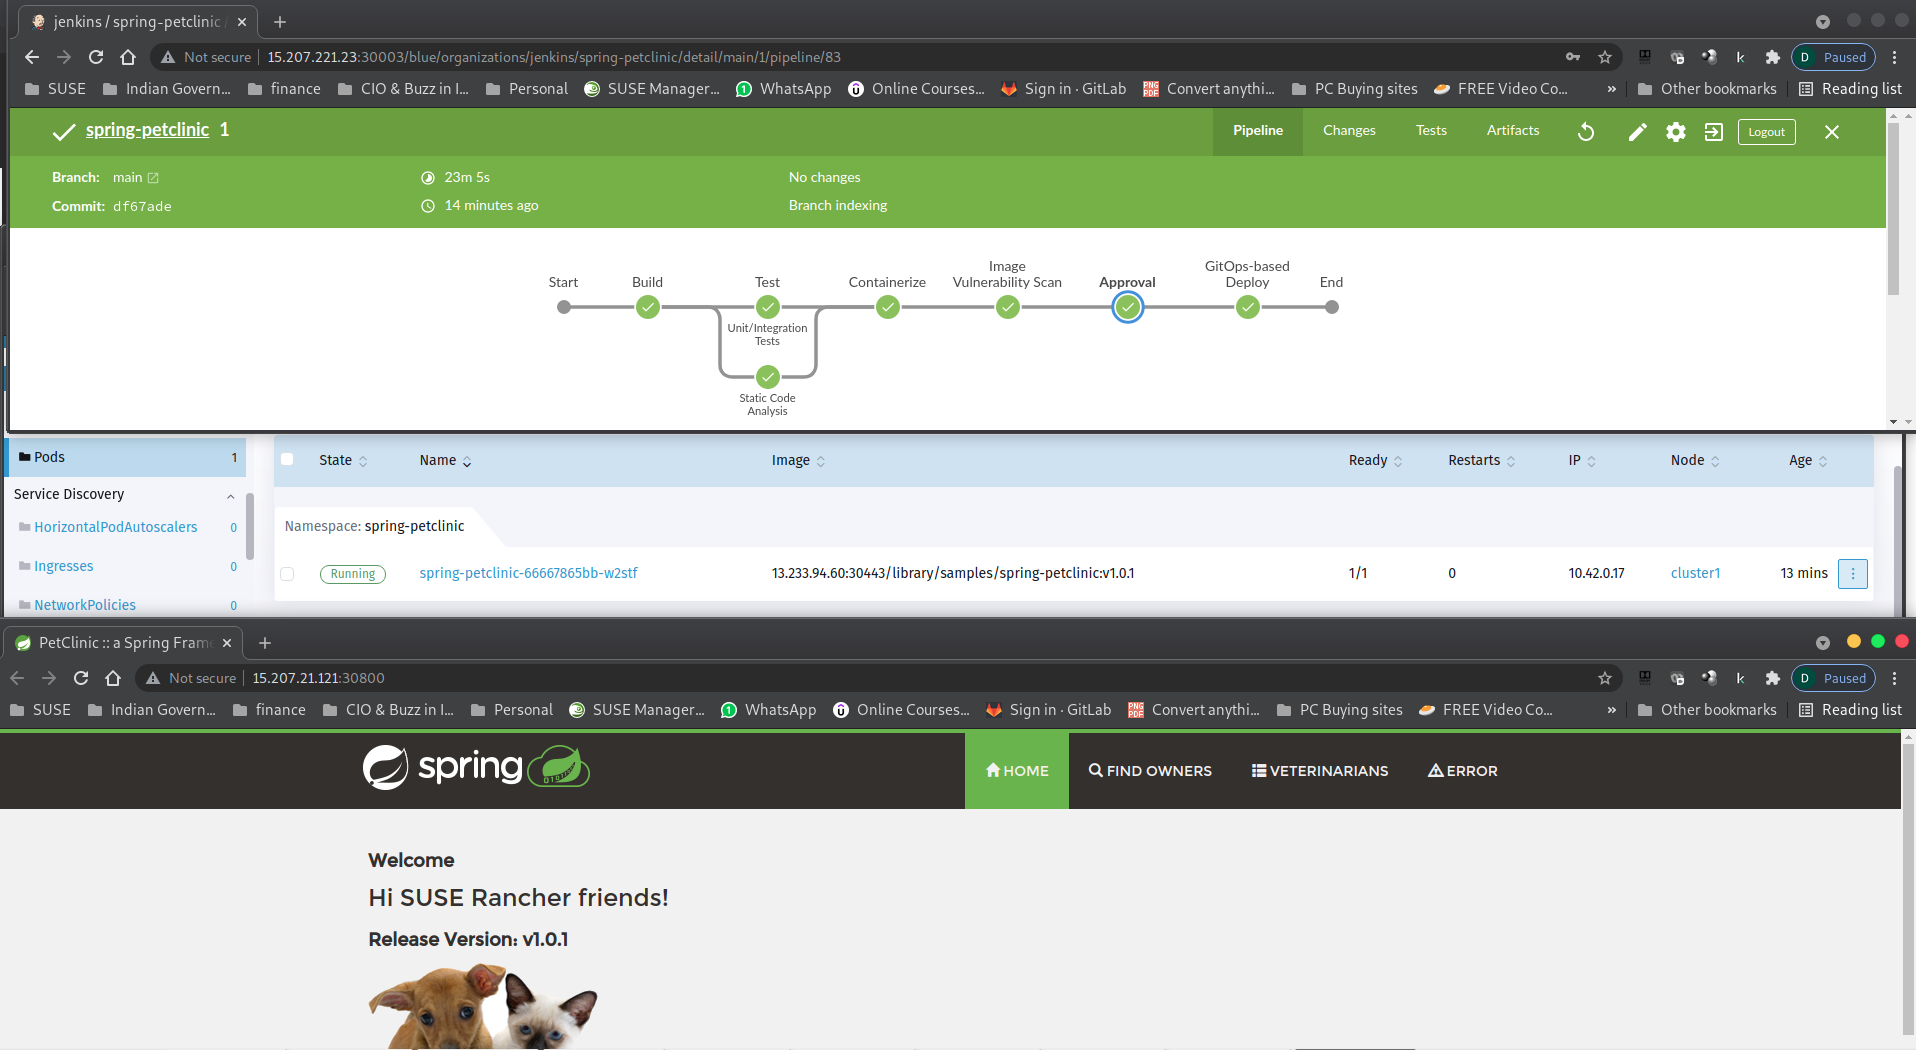 jenkins / spring-petclinic
Not secure 15.207.221.23:30003/blue/organizations/jenkins/spring-petclinic/detail/main/1/pipeline/83 k D Paused
SUSE Indian Govern... finance CIO & Buzz in I... Personal SUSE Manager... WhatsApp Online Courses... Sign in · GitLab Convert anythi... PC Buying sites FREE Video Co... » Other bookmarks Reading list
spring-petclinic 1 Pipeline Changes Tests Artifacts Logout
Branch: main 23m 5s No changes
Commit: df67ade 14 minutes ago Branch indexing
Start Build Test Containerize Image Vulnerability Scan Approval GitOps-based Deploy End
Unit/Integration Tests
Static Code Analysis
Pods 1
Service Discovery
HorizontalPodAutoscalers 0
Ingresses 0
NetworkPolicies 0
State Name Image Ready Restarts IP Node Age
Namespace: spring-petclinic
Running spring-petclinic-66667865bb-w2stf 13.233.94.60:30443/library/samples/spring-petclinic:v1.0.1 1/1 0 10.42.0.17 cluster1 13 mins
PetClinic :: a Spring Fram
Not secure 15.207.21.121:30800 k D Paused
SUSE Indian Govern... finance CIO & Buzz in I... Personal SUSE Manager... WhatsApp Online Courses... Sign in · GitLab Convert anythi... PC Buying sites FREE Video Co... » Other bookmarks Reading list
spring HOME FIND OWNERS VETERINARIANS ERROR
Welcome
Hi SUSE Rancher friends!
Release Version: v1.0.1